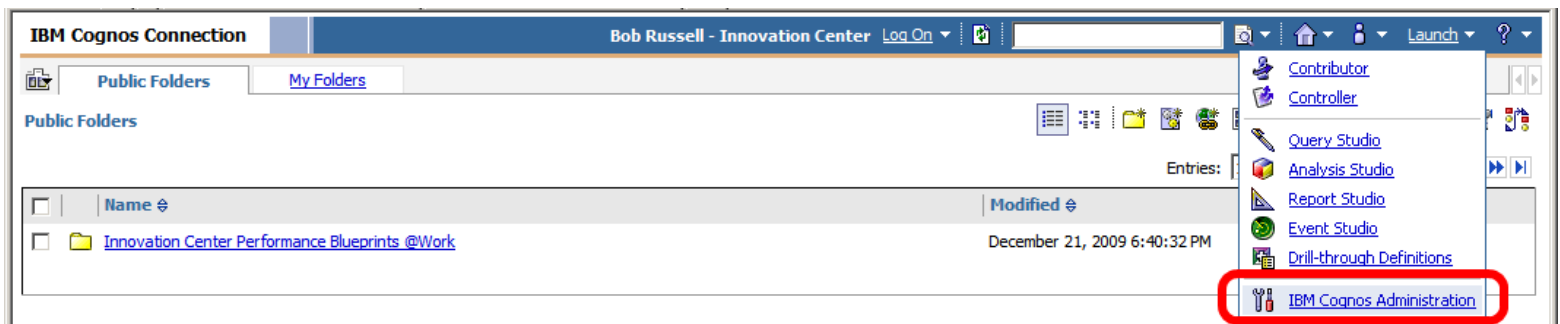 IBM Cognos Connection Bob Russell - Innovation Center Log On Launch ?
Public Folders My Folders
Public Folders
Entries:
Name Modified
Innovation Center Performance Blueprints @Work December 21, 2009 6:40:32 PM
Contributor
Controller
Query Studio
Analysis Studio
Report Studio
Event Studio
Drill-through Definitions
IBM Cognos Administration